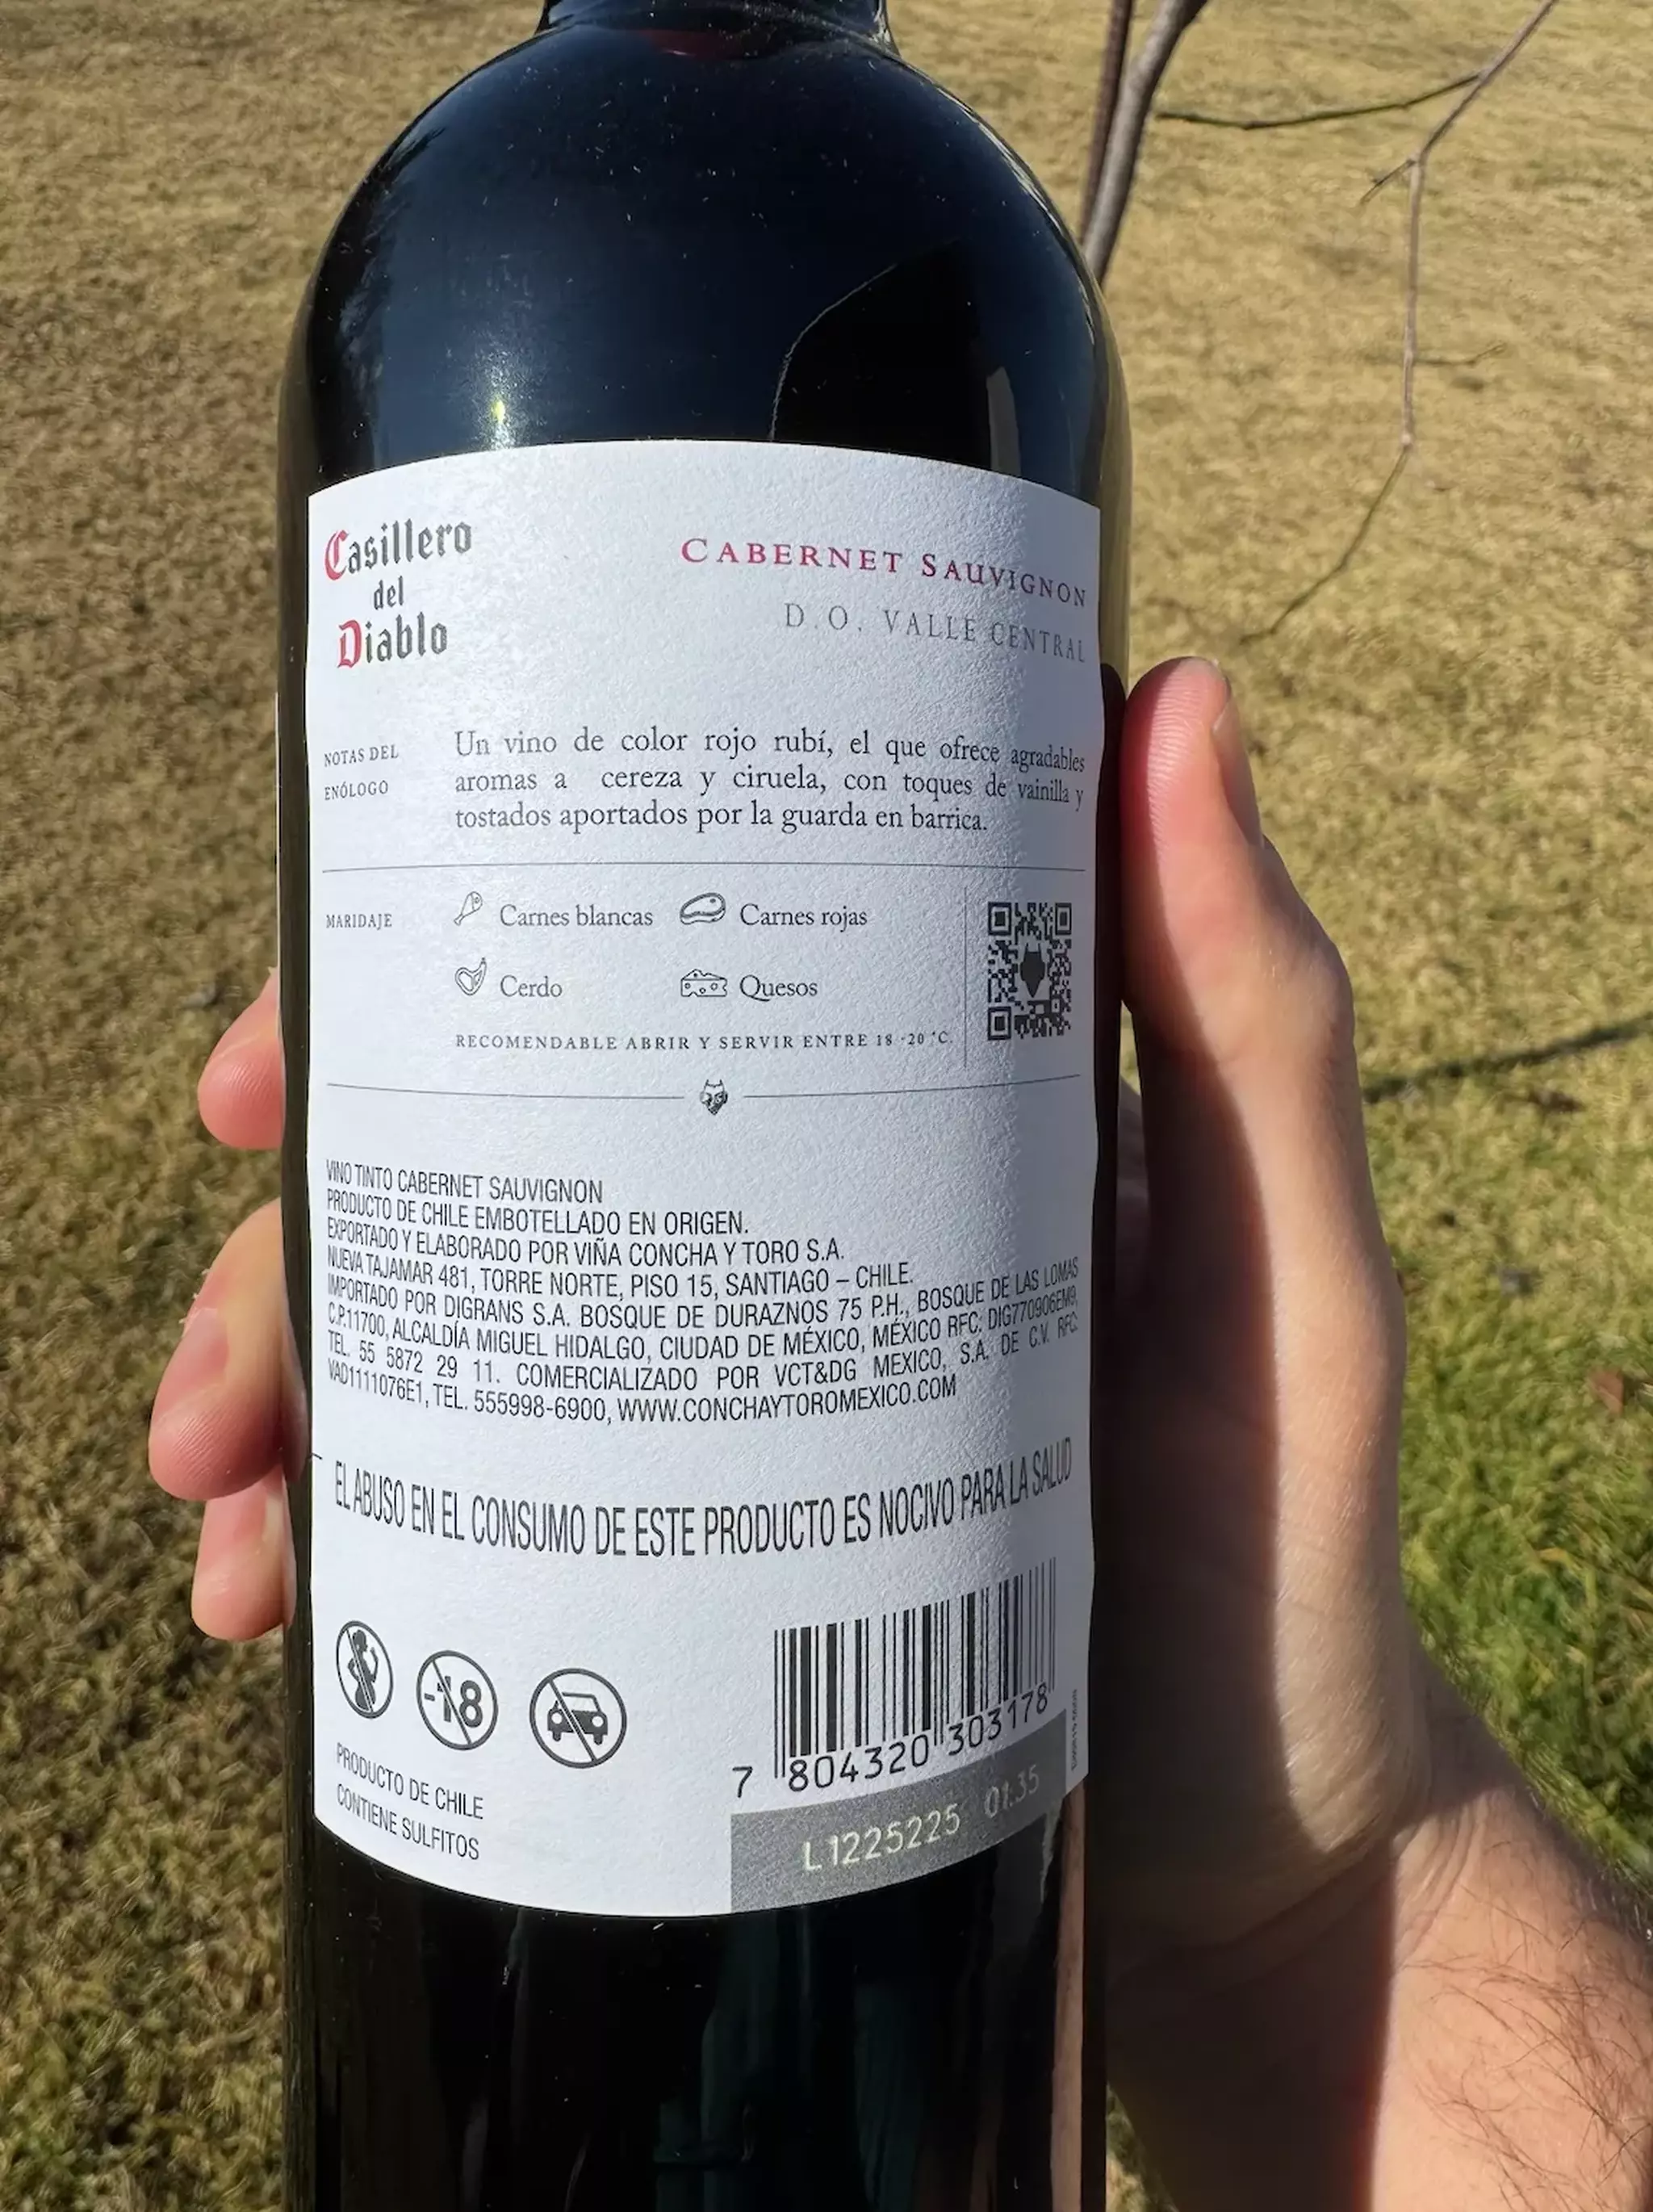 Casillero
del
Diablo
CABERNET SAUVIGNON
D.O. VALLE CENTRAL
NOTAS DEL
ENÓLOGO
Un vino de color rojo rubí, el que ofrece agradables
aromas a cereza y ciruela, con toques de vainilla y
tostados aportados por la guarda en barrica.
MARIDAJE
Carnes blancas
Carnes rojas
Cerdo
Quesos
RECOMENDABLE ABRIR Y SERVIR ENTRE 18 -20 °C.
VINO TINTO CABERNET SAUVIGNON
PRODUCTO DE CHILE EMBOTELLADO EN ORIGEN.
EXPORTADO Y ELABORADO POR VIÑA CONCHA Y TORO S.A.
NUEVA TAJAMAR 481, TORRE NORTE, PISO 15, SANTIAGO – CHILE.
IMPORTADO POR DIGRANS S.A. BOSQUE DE DURAZNOS 75 P.H., BOSQUE DE LAS LOMAS
C.P.11700, ALCALDÍA MIGUEL HIDALGO, CIUDAD DE MÉXICO, MÉXICO RFC: DIG770906EM9,
TEL. 55 5872 29 11. COMERCIALIZADO POR VCT&DG MEXICO, S.A. DE C.V. RFC:
VAD1111076E1, TEL. 555998-6900, WWW.CONCHAYTOROMEXICO.COM
EL ABUSO EN EL CONSUMO DE ESTE PRODUCTO ES NOCIVO PARA LA SALUD
-18
PRODUCTO DE CHILE
CONTIENE SULFITOS
7 804320 303178
L1225225 01:35